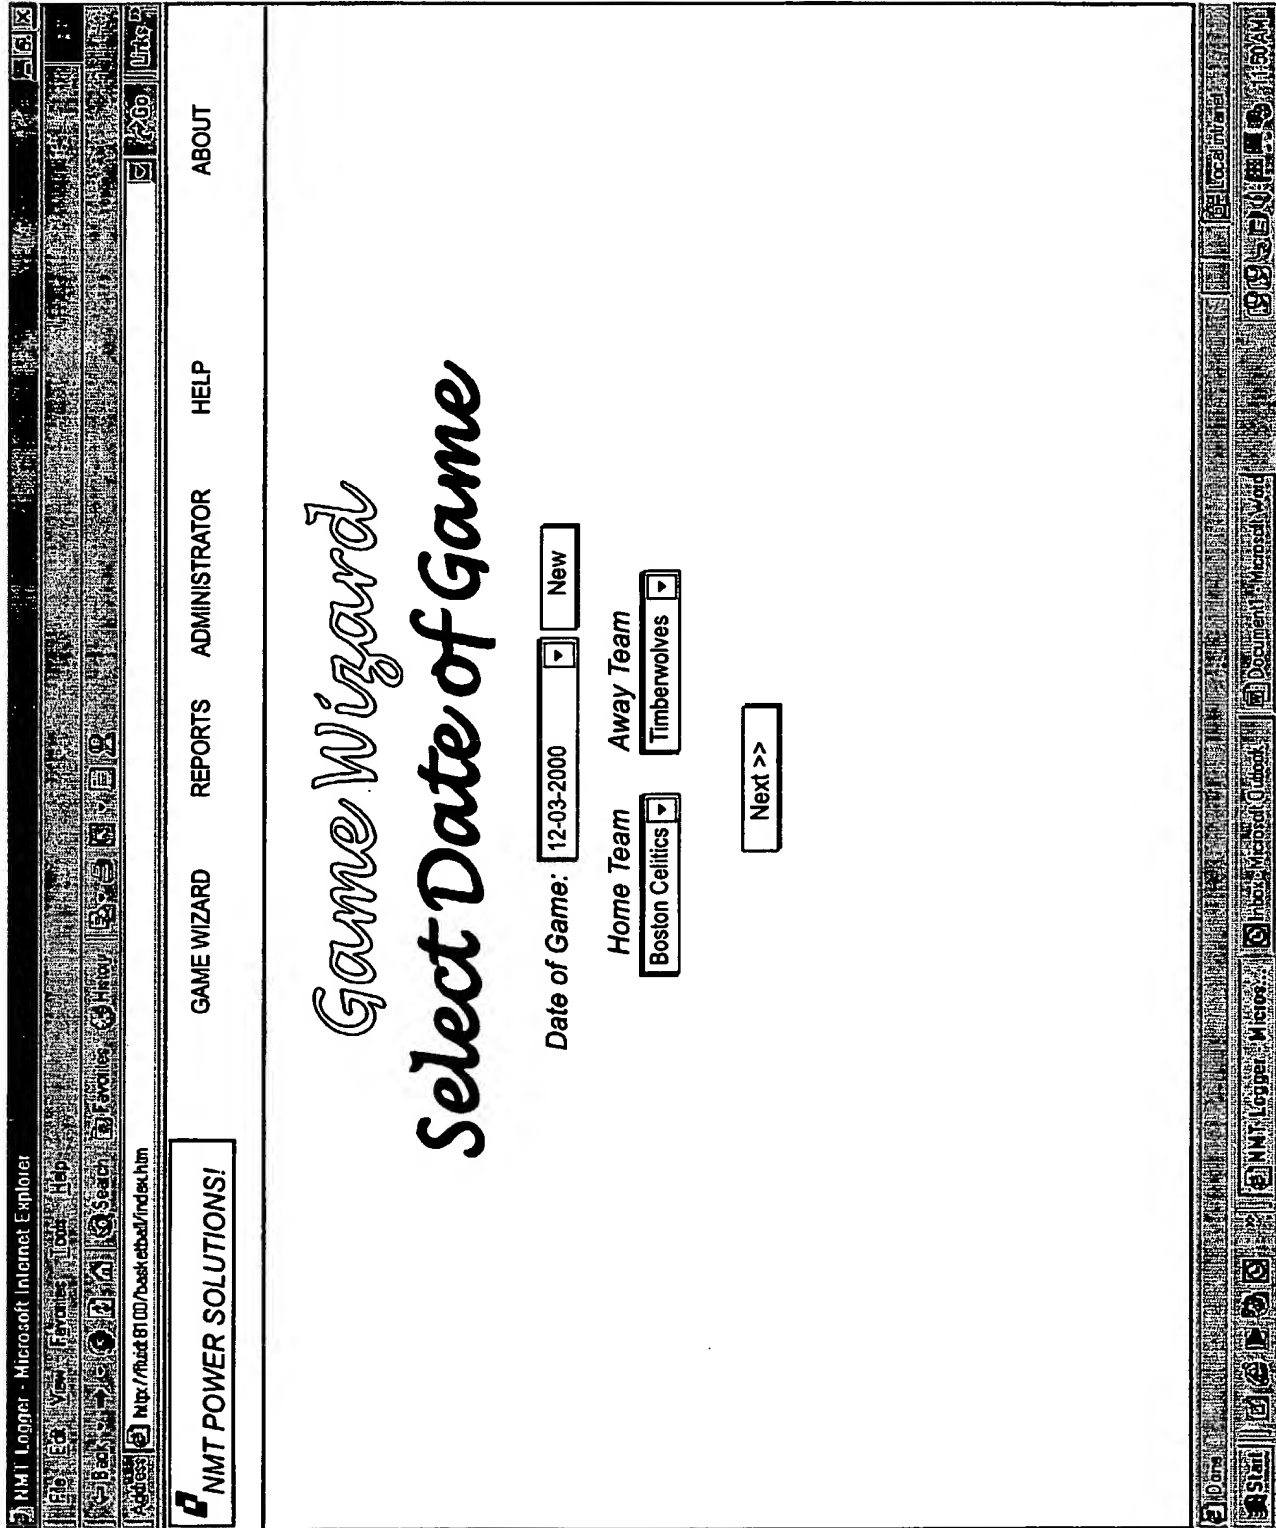 NMT Logger - Microsoft Internet Explorer
File Edit View Favorites Tools Help
Back Search Favorites History
Address http://fluid:8100/basketball/index.htm Go Links »
NMT POWER SOLUTIONS! GAME WIZARD REPORTS ADMINISTRATOR HELP ABOUT
Game Wizard
Select Date of Game
Date of Game: 12-03-2000 New
Home Team Away Team
Boston Celitics Timberwolves
Next >>
Done Local intranet
Start » NMT Logger - Micros... Inbox - Microsoft Outlook Document1 - Microsoft Word 11:50 AM